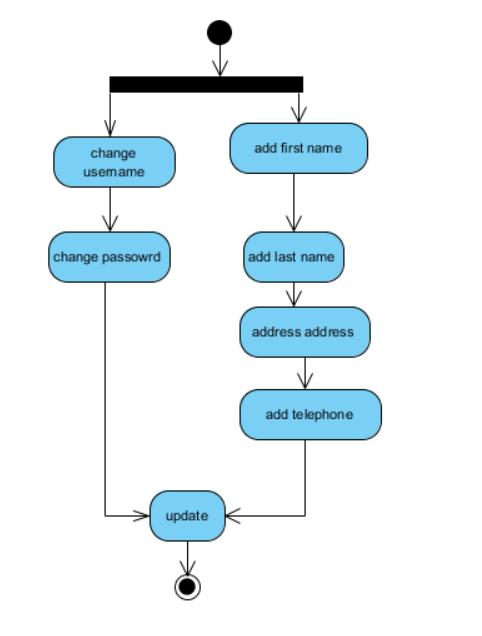 change
username
add first name
change passowrd
add last name
address address
add telephone
update